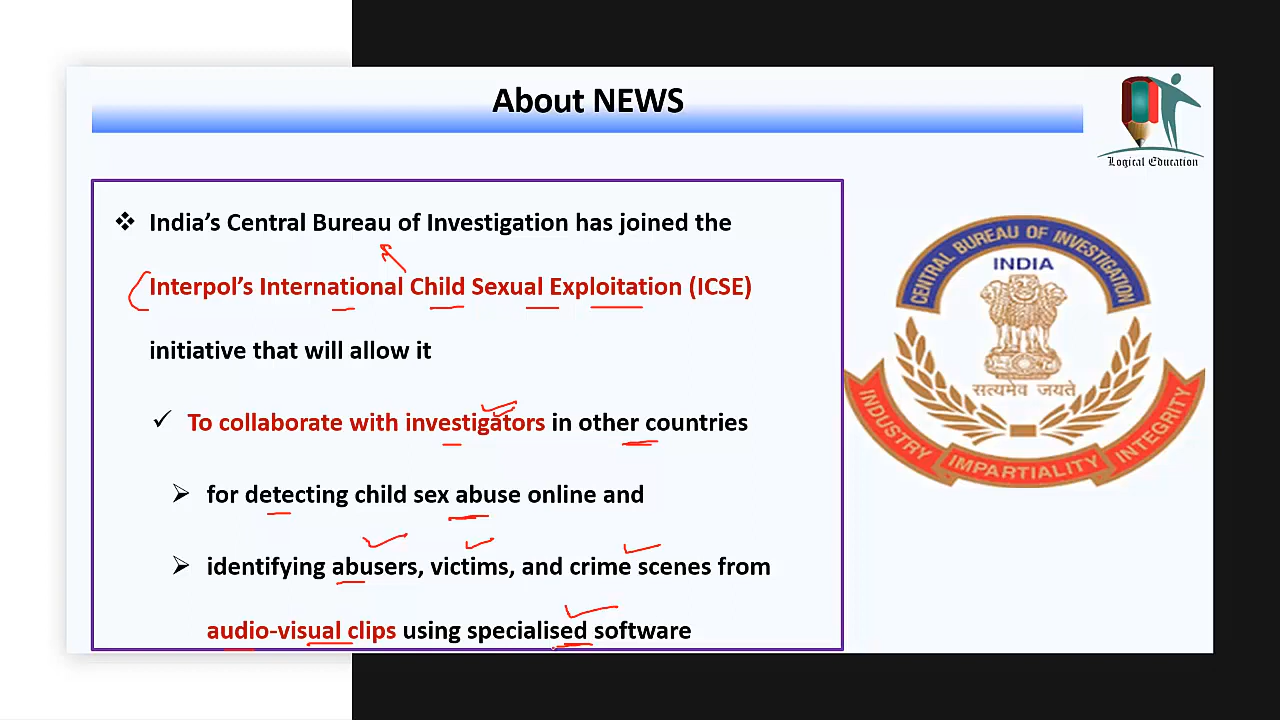 About NEWS
Logical Education
India's Central Bureau of Investigation has joined the
Interpol's International Child Sexual Exploitation (ICSE)
initiative that will allow it
To collaborate with investigators in other countries
for detecting child sex abuse online and
identifying abusers, victims, and crime scenes from
audio-visual clips using specialised software
CENTRAL BUREAU OF INVESTIGATION
INDIA
सत्यमेव जयते
INDUSTRY IMPARTIALITY INTEGRITY